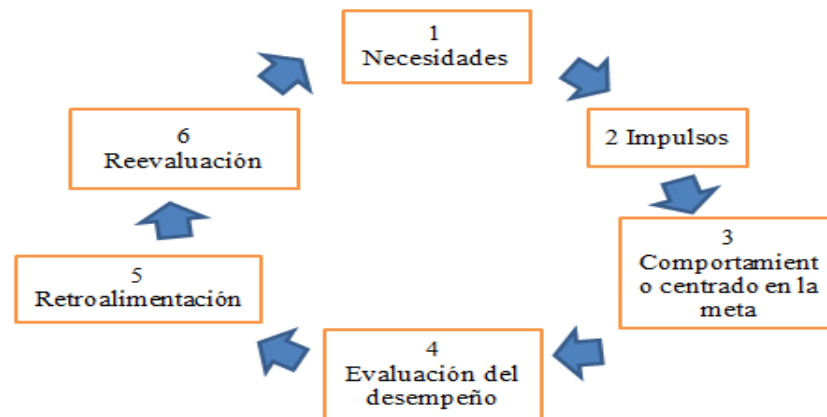 1
Necesidades
2 Impulsos
3
Comportamient
o centrado en la
meta
4
Evaluación del
desempeño
5
Retroalimentación
6
Reevaluación